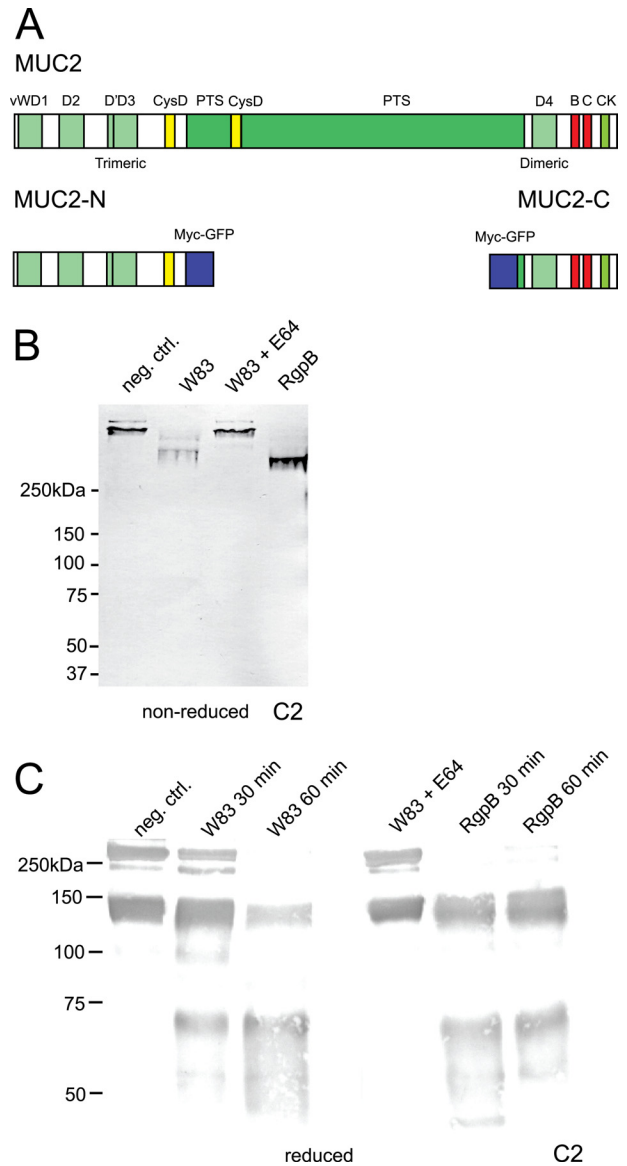 A
MUC2
vWD1 D2 D'D3 CysD PTS CysD PTS D4 B C CK
Trimeric Dimeric
MUC2-N MUC2-C
Myc-GFP Myc-GFP
B
neg. ctrl. W83 W83 + E64 RgpB
250kDa
150
100
75
50
37
non-reduced C2
C
neg. ctrl. W83 30 min W83 60 min W83 + E64 RgpB 30 min RgpB 60 min
250kDa
150
100
75
50
reduced C2